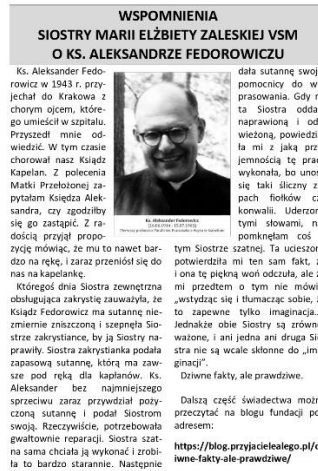 WSPOMNIENIA
SIOSTRY MARII ELŻBIETY ZALESKIEJ VSM
O KS. ALEKSANDRZE FEDOROWICZU
Ks. Aleksander Fedo-
rowicz w 1943 r. przy-
jechał do Krakowa z
chorym ojcem, które-
go umieścił w szpitalu.
Przyszedł mnie od-
wiedzić. W tym czasie
chorował nasz Ksiądz
Kapelan. Z polecenia
Matki Przełożonej za-
pytałam Księdza Alek-
sandra, czy zgodziłby
się go zastąpić. Z ra-
dością przyjął propo-
zycję mówiąc, że mu to nawet bar-
dzo na rękę, i zaraz przeniósł się do
nas na kapelankę.
Któregoś dnia Siostra zewnętrzna
obsługująca zakrystię zauważyła, że
Ksiądz Fedorowicz ma sutannę nie-
zmiernie zniszczoną i szepnęła Sio-
strze zakrystiance, by ją Siostry na-
prawiły. Siostra zakrystianka podała
zapasową sutannę, którą ma zaw-
sze pod ręką dla kapłanów. Ks.
Aleksander bez najmniejszego
sprzeciwu zaraz przywdział poży-
czoną sutannę i podał Siostrom
swoją. Rzeczywiście, potrzebowała
gwałtownie reparacji. Siostra szat-
na sama chciała ją wykonać i zrobi-
ła to bardzo starannie. Następnie
Ks. Aleksander Fedorowicz
dała sutannę swoj
pomocnicy do w
prasowania. Gdy n
ta Siostra odda
naprawioną i od
wieżoną, powiedzia
ła mi z jaką prz
jemnością tę prac
wykonała, bo unos
się taki śliczny z
pach fiołków cz
konwalii. Uderzor
tymi słowami, n
pomknęłam coś
tym Siostrze szatnej. Ta ucieszor
potwierdziła mi ten sam fakt, ż
i ona tę piękną woń odczuła, ale z
mi przedtem o tym nie mówi
„wstydząc się i tłumacząc sobie, ż
to zapewne tylko imaginacja..
Jednakże obie Siostry są równo
ważone, i ani jedna ani druga Sio
stra nie są wcale skłonne do „im
ginacji”.
Dziwne fakty, ale prawdziwe.
Dalszą część świadectwa możn
przeczytać na blogu fundacji po
adresem:
https://blog.przyjacielealego.pl/d
iwne-fakty-ale-prawdziwe/